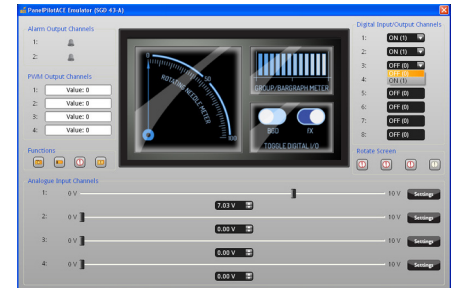 PanelPilotACE Emulator (SGD 43-A)
Alarm Output Channels
1:
2:
PWM Output Channels
1: Value: 0
2: Value: 0
3: Value: 0
4: Value: 0
Functions
0
50
100
ROTATING NEEDLE METER
GROUP/BARGRAPH METER
BGD
FX
TOGGLE DIGITAL I/O
Digital Input/Output Channels
1: ON (1)
2: ON (1)
3: OFF (0)
OFF (0)
4: ON (1)
5: OFF (0)
6: OFF (0)
7: OFF (0)
8: OFF (0)
Rotate Screen
Analogue Input Channels
1: 0 V 10 V Settings
7.03 V
2: 0 V 10 V Settings
0.00 V
3: 0 V 10 V Settings
0.00 V
4: 0 V 10 V Settings
0.00 V